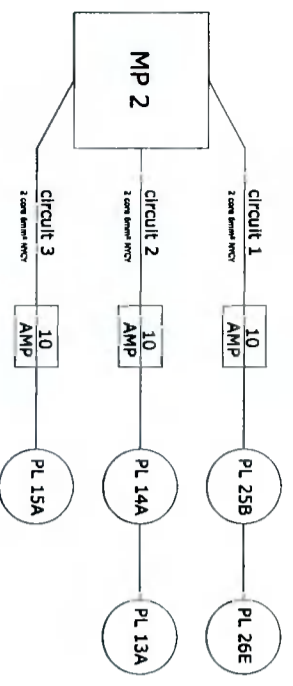 MP 2
circuit 1
2 core 6mm² NYCY
10
AMP
PL 25B
PL 26E
circuit 2
2 core 6mm² NYCY
10
AMP
PL 14A
PL 13A
circuit 3
2 core 6mm² NYCY
10
AMP
PL 15A